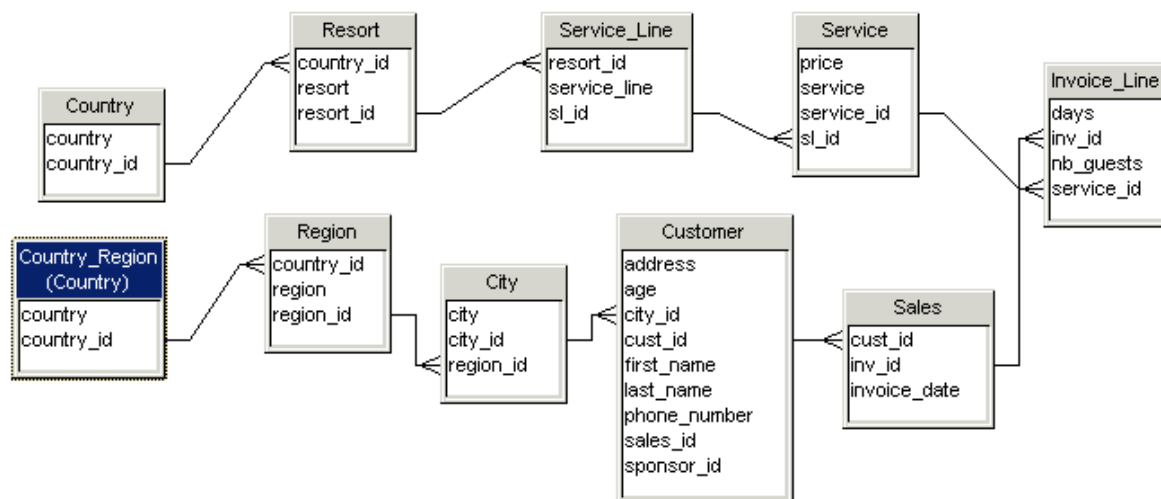 Resort
country_id
resort
resort_id
Service_Line
resort_id
service_line
sl_id
Service
price
service
service_id
sl_id
Invoice_Line
days
inv_id
nb_guests
service_id
Country
country
country_id
Country_Region
(Country)
country
country_id
Region
country_id
region
region_id
City
city
city_id
region_id
Customer
address
age
city_id
cust_id
first_name
last_name
phone_number
sales_id
sponsor_id
Sales
cust_id
inv_id
invoice_date